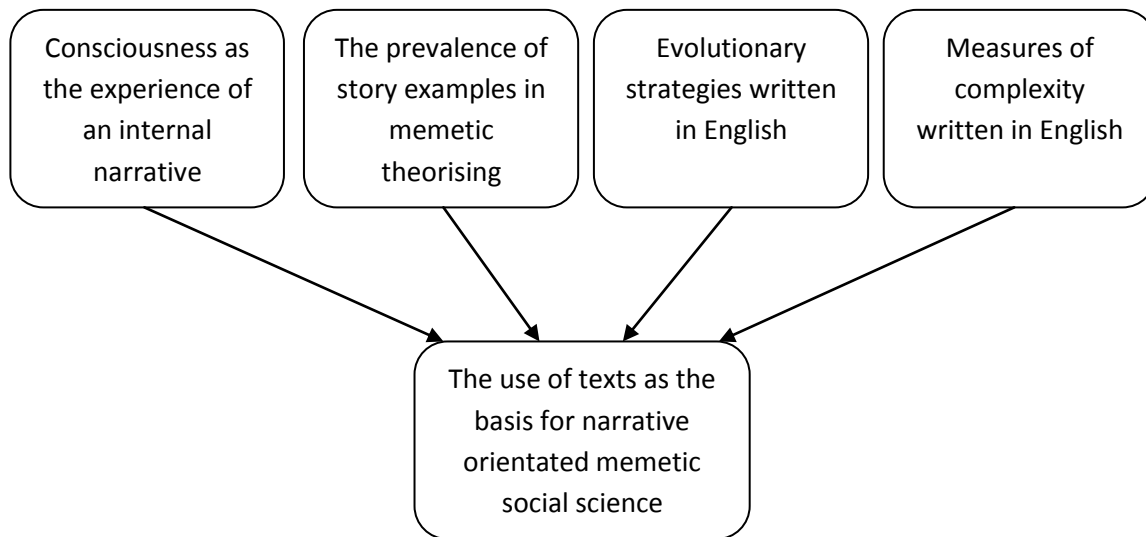 Consciousness as
the experience of
an internal
narrative
The prevalence of
story examples in
memetic
theorising
Evolutionary
strategies written
in English
Measures of
complexity
written in English
The use of texts as the
basis for narrative
orientated memetic
social science